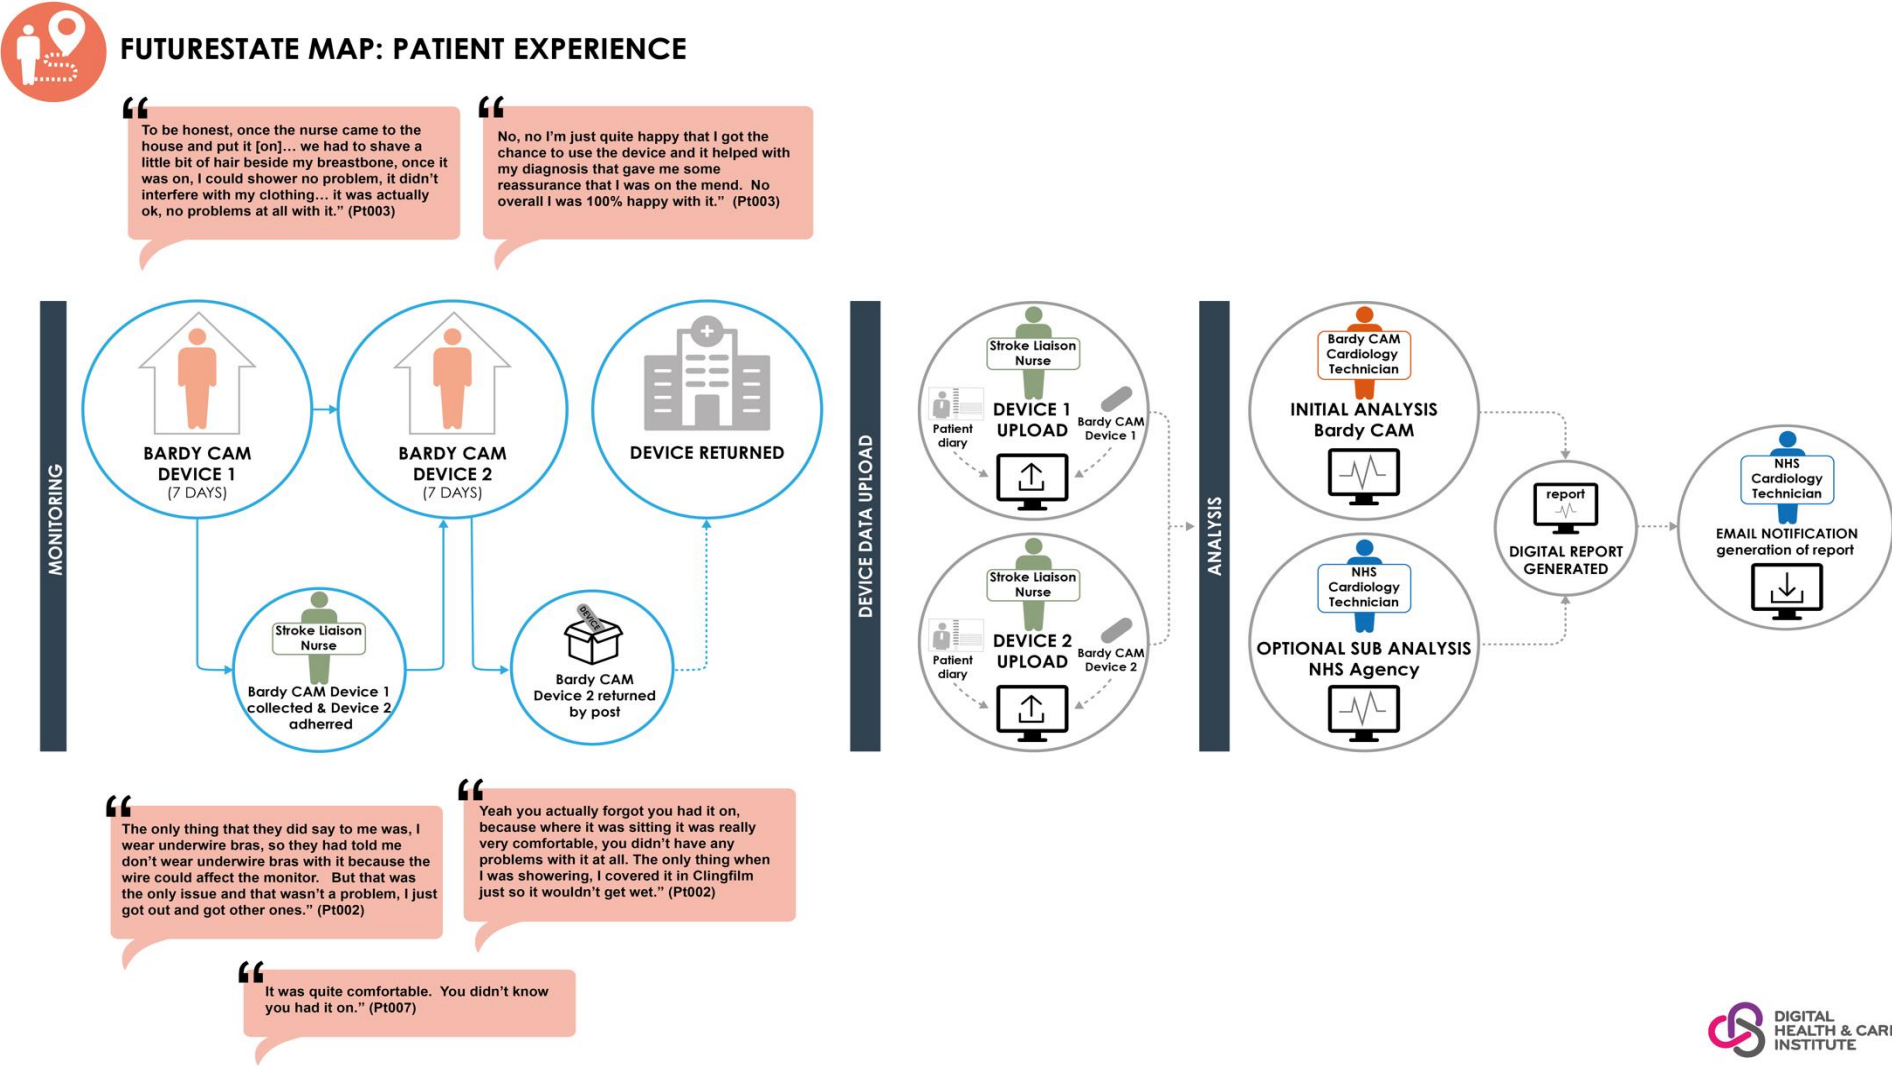 FUTURESTATE MAP: PATIENT EXPERIENCE
“
To be honest, once the nurse came to the
house and put it [on]... we had to shave a
little bit of hair beside my breastbone, once it
was on, I could shower no problem, it didn’t
interfere with my clothing... it was actually
ok, no problems at all with it.” (Pt003)
“
No, no I’m just quite happy that I got the
chance to use the device and it helped with
my diagnosis that gave me some
reassurance that I was on the mend. No
overall I was 100% happy with it.” (Pt003)
MONITORING
BARDY CAM
DEVICE 1
(7 DAYS)
BARDY CAM
DEVICE 2
(7 DAYS)
DEVICE RETURNED
Stroke Liaison
Nurse
Bardy CAM Device 1
collected & Device 2
adherred
DEVICE
Bardy CAM
Device 2 returned
by post
DEVICE DATA UPLOAD
Stroke Liaison
Nurse
DEVICE 1
UPLOAD
Patient
diary
Bardy CAM
Device 1
Stroke Liaison
Nurse
DEVICE 2
UPLOAD
Patient
diary
Bardy CAM
Device 2
ANALYSIS
Bardy CAM
Cardiology
Technician
INITIAL ANALYSIS
Bardy CAM
NHS
Cardiology
Technician
OPTIONAL SUB ANALYSIS
NHS Agency
report
DIGITAL REPORT
GENERATED
NHS
Cardiology
Technician
EMAIL NOTIFICATION
generation of report
“
The only thing that they did say to me was, I
wear underwire bras, so they had told me
don’t wear underwire bras with it because the
wire could affect the monitor. But that was
the only issue and that wasn’t a problem, I just
got out and got other ones.” (Pt002)
“
Yeah you actually forgot you had it on,
because where it was sitting it was really
very comfortable, you didn’t have any
problems with it at all. The only thing when
I was showering, I covered it in Clingfilm
just so it wouldn’t get wet.” (Pt002)
“
It was quite comfortable. You didn’t know
you had it on.” (Pt007)
DIGITAL
HEALTH & CAR
INSTITUTE